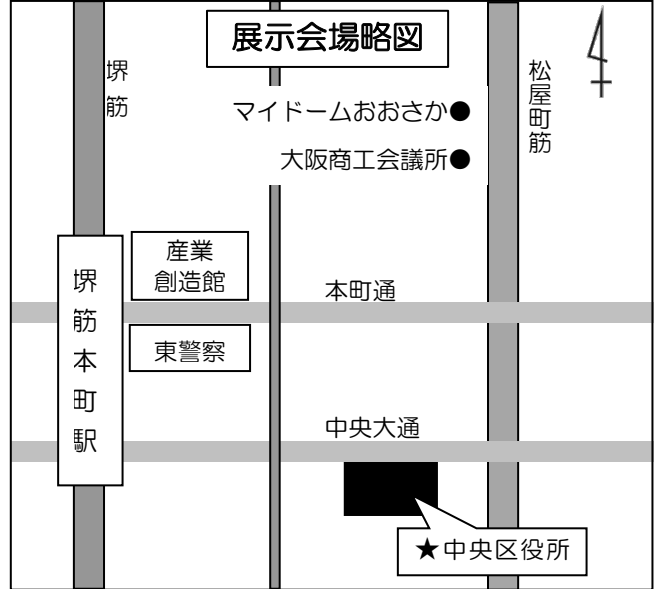 展示会場略図
堺筋
松屋町筋
マイドームおおさか●
大阪商工会議所●
産業
創造館
本町通
堺筋本町駅
東警察
中央大通
★中央区役所